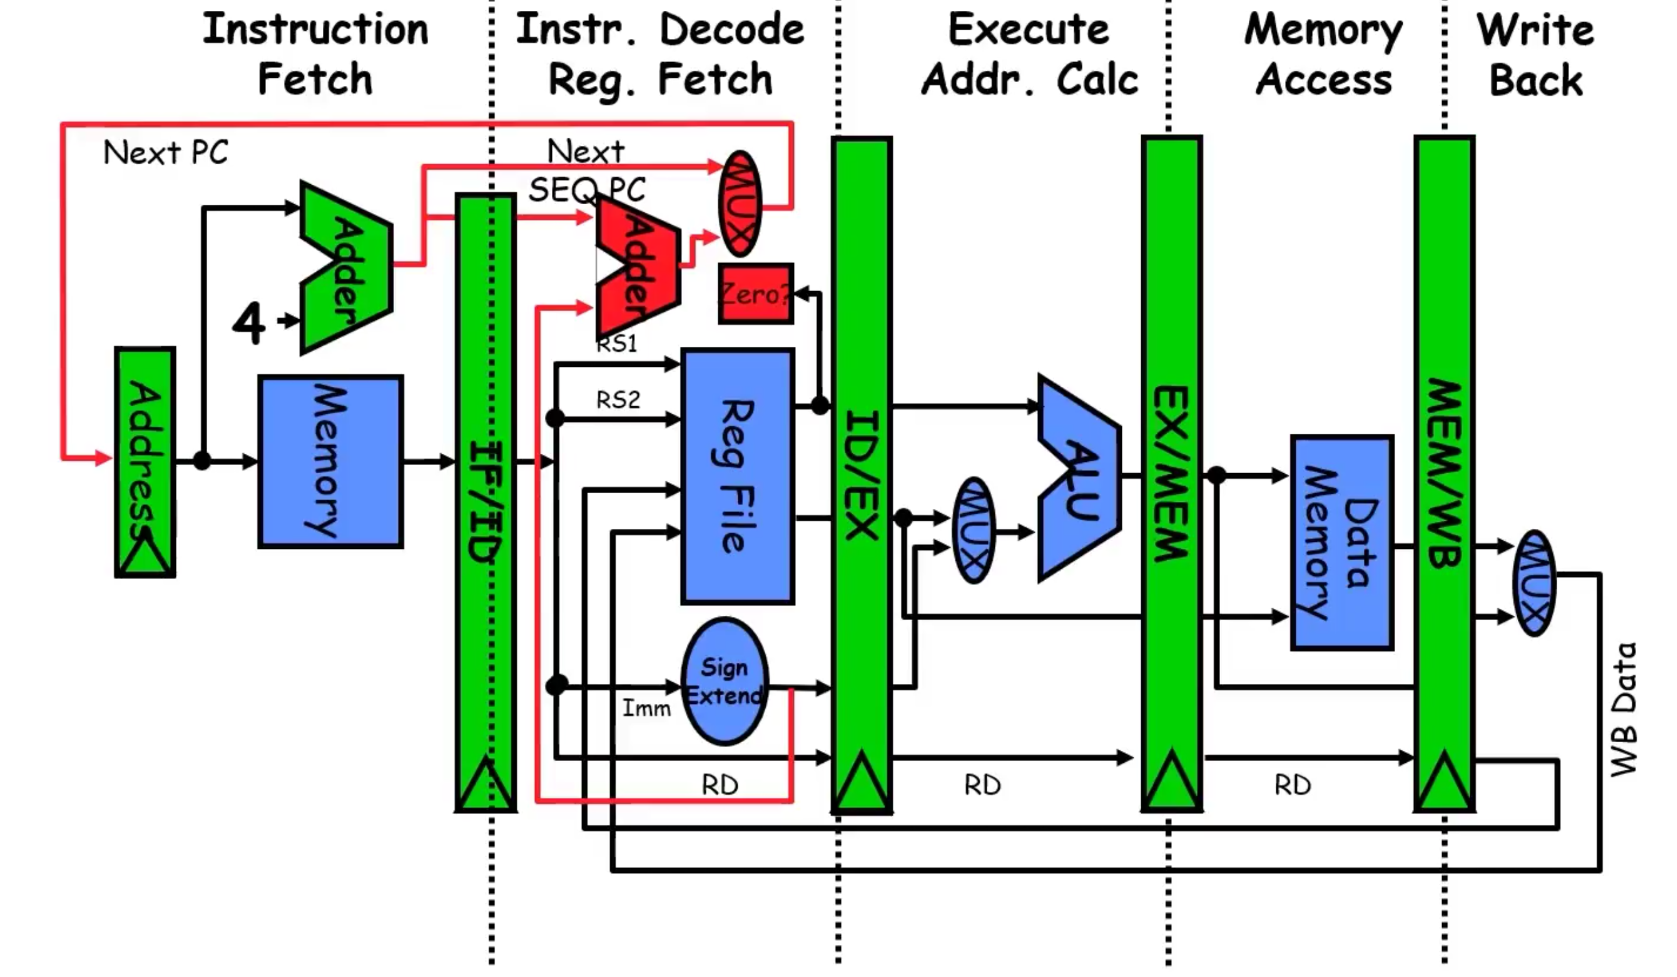 Instruction
Fetch
Instr. Decode
Reg. Fetch
Execute
Addr. Calc
Memory
Access
Write
Back
Next PC
Next
SEQ PC
MUX
Adder
Adder
Zero?
4
RS1
Address
Memory
IF/ID
RS2
Reg File
ID/EX
MUX
ALU
EX/MEM
Data
Memory
MEM/WB
MUX
Sign
Extend
Imm
WB Data
RD
RD
RD